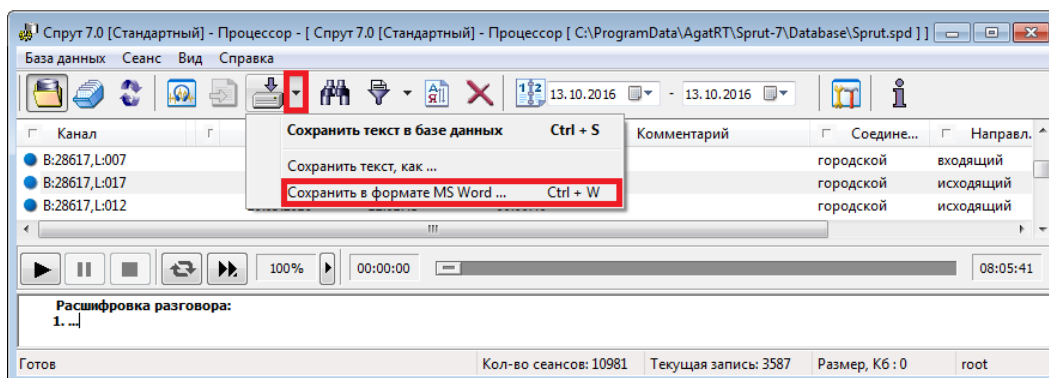 Спрут 7.0 [Стандартный] - Процессор - [ Спрут 7.0 [Стандартный] - Процессор [ C:\ProgramData\AgatRT\Sprut-7\Database\Sprut.spd ] ]
База данных Сеанс Вид Справка
13.10.2016 - 13.10.2016
Канал Комментарий Соедине... Направл.
Сохранить текст в базе данных Ctrl + S
Сохранить текст, как ...
Сохранить в формате MS Word ... Ctrl + W
B:28617,L:007 городской входящий
B:28617,L:017 городской исходящий
B:28617,L:012 городской исходящий
100% 00:00:00 08:05:41
Расшифровка разговора:
1. ...
Готов Кол-во сеансов: 10981 Текущая запись: 3587 Размер, Кб : 0 root